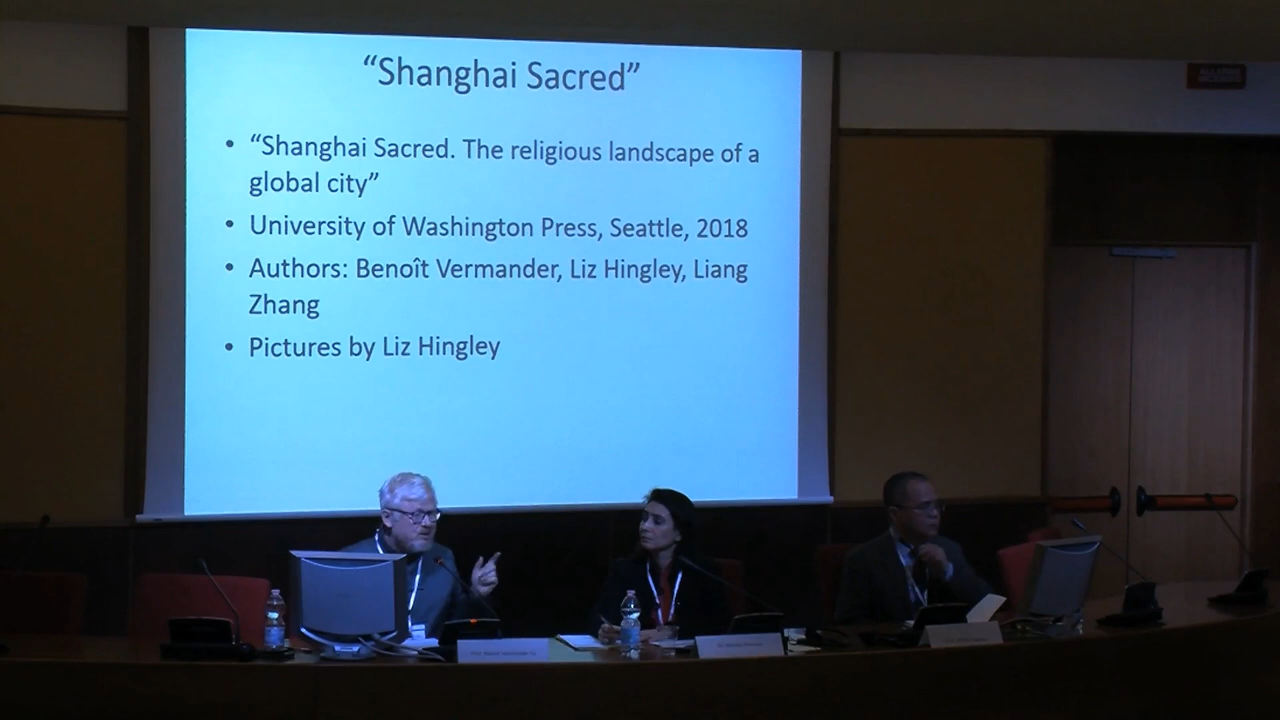 “Shanghai Sacred”
• “Shanghai Sacred. The religious landscape of a
global city”
• University of Washington Press, Seattle, 2018
• Authors: Benoît Vermander, Liz Hingley, Liang
Zhang
• Pictures by Liz Hingley